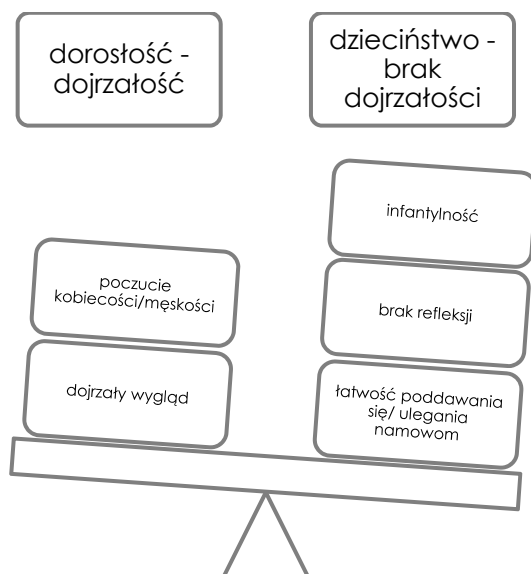 dorosłość -
dojrzałość
dzieciństwo -
brak
dojrzałości
infantylność
poczucie
kobiecości/męskości
brak refleksji
dojrzały wygląd
łatwość poddawania
się/ ulegania
namowom